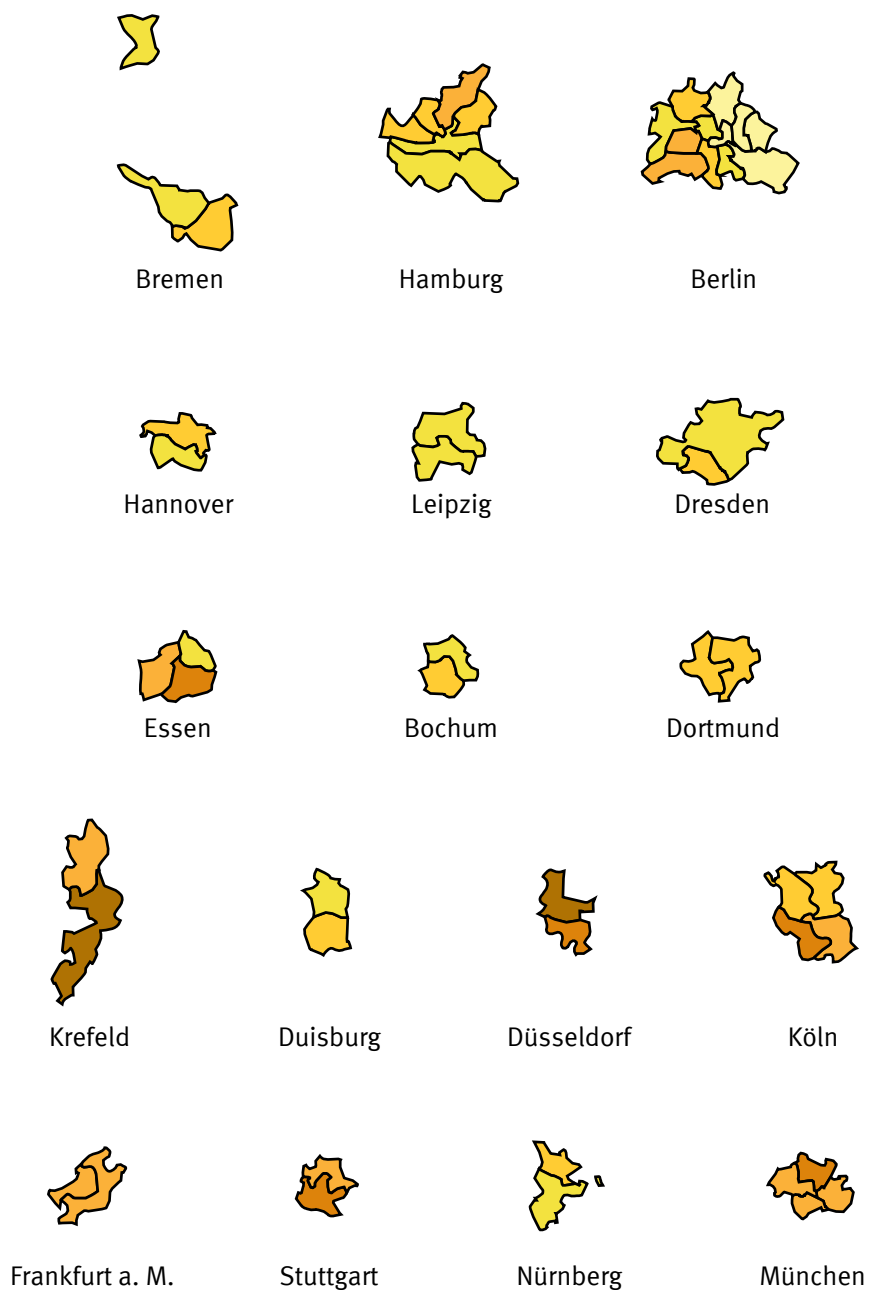 Bremen
Hamburg
Berlin
Hannover
Leipzig
Dresden
Essen
Bochum
Dortmund
Krefeld
Duisburg
Düsseldorf
Köln
Frankfurt a. M.
Stuttgart
Nürnberg
München